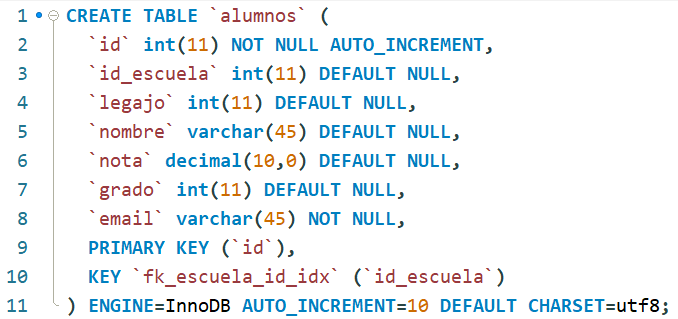 1 CREATE TABLE `alumnos` (
2 `id` int(11) NOT NULL AUTO_INCREMENT,
3 `id_escuela` int(11) DEFAULT NULL,
4 `legajo` int(11) DEFAULT NULL,
5 `nombre` varchar(45) DEFAULT NULL,
6 `nota` decimal(10,0) DEFAULT NULL,
7 `grado` int(11) DEFAULT NULL,
8 `email` varchar(45) NOT NULL,
9 PRIMARY KEY (`id`),
10 KEY `fk_escuela_id_idx` (`id_escuela`)
11 ) ENGINE=InnoDB AUTO_INCREMENT=10 DEFAULT CHARSET=utf8;